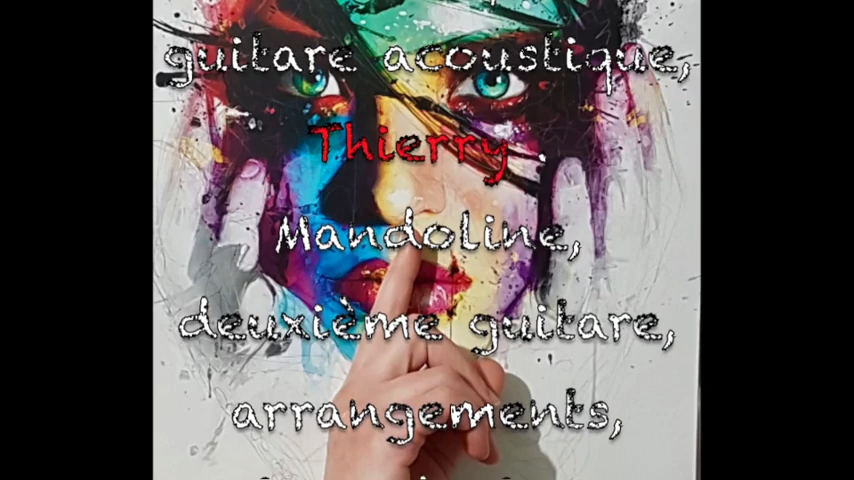 guitare acoustique,
Thierry .
Mandoline,
deuxième guitare,
arrangements,